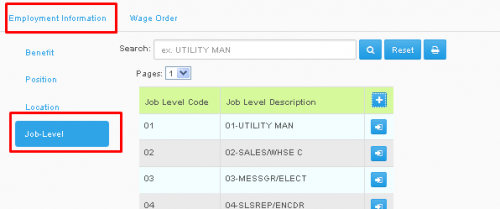 Employment Information Wage Order
Benefit
Position
Location
Job-Level
Search: ex. UTILITY MAN Reset
Pages: 1
Job Level Code Job Level Description
01 01-UTILITY MAN
02 02-SALES/WHSE C
03 03-MESSGR/ELECT
04 04-SLSREP/ENCDR